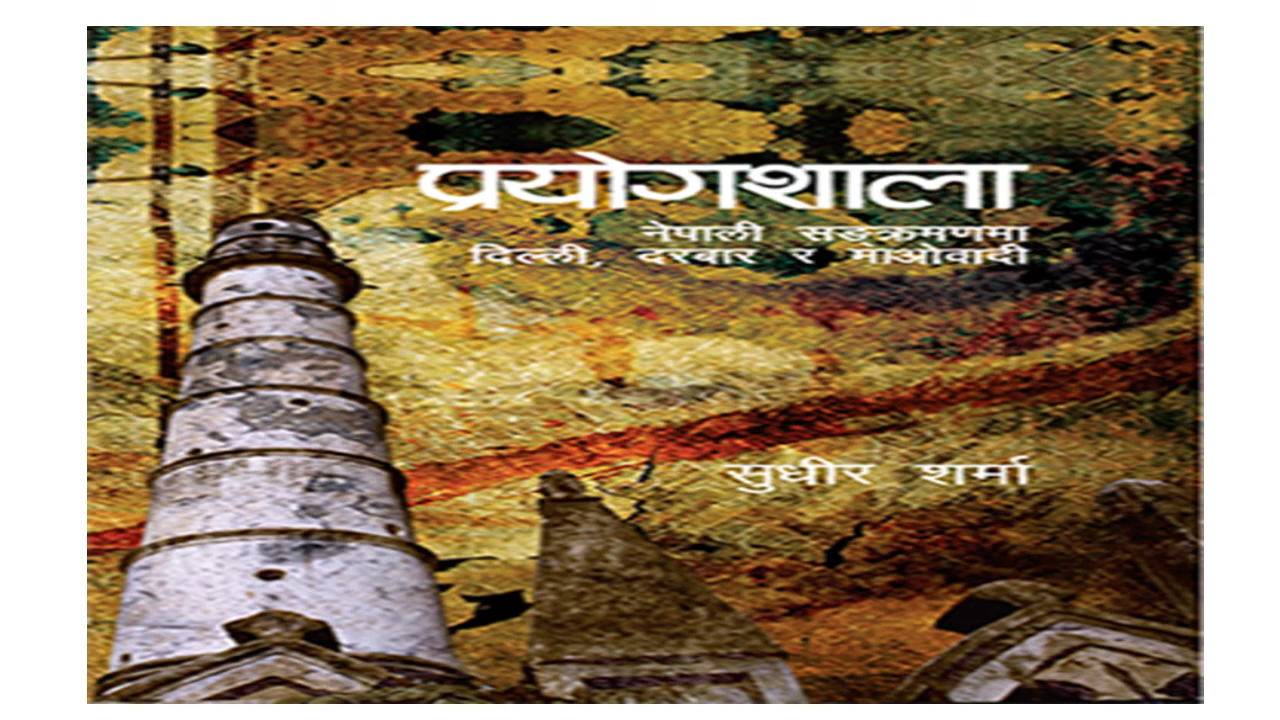 प्रयोगशाला
नेपाली सङ्क्रमणमा
दिल्ली, दरबार र माओवादी
सुधीर शर्मा